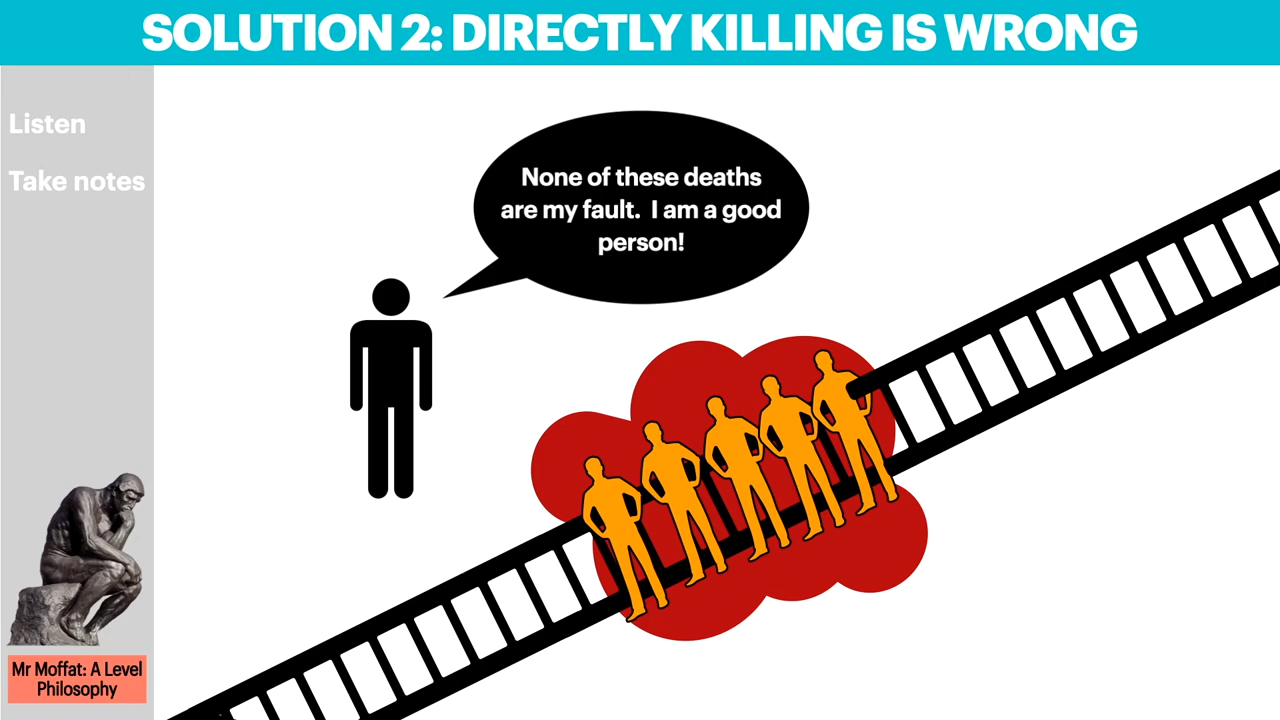 SOLUTION 2: DIRECTLY KILLING IS WRONG
Listen
Take notes
None of these deaths
are my fault. I am a good
person!
Mr Moffat: A Level
Philosophy